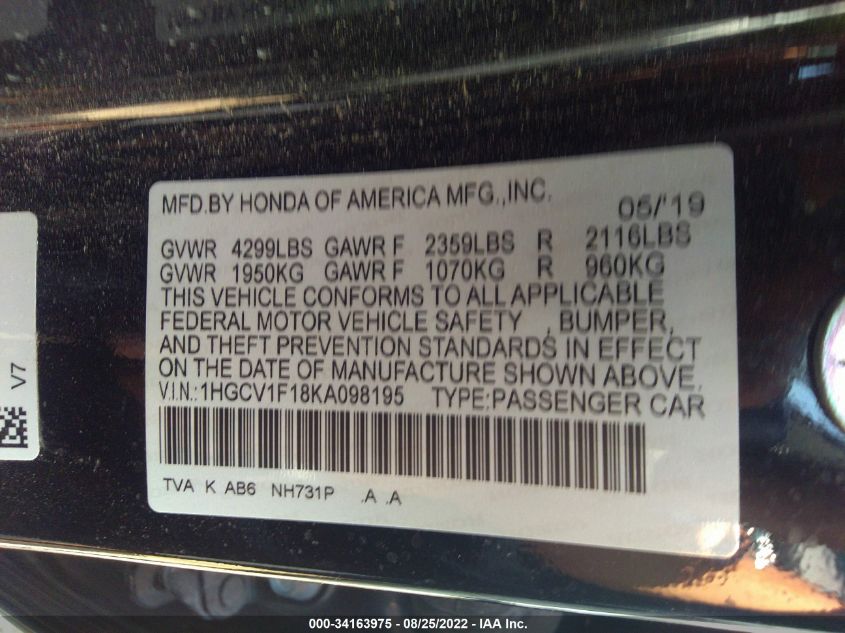 MFD.BY HONDA OF AMERICA MFG.,INC. 05/'19
GVWR 4299LBS GAWR F 2359LBS R 2116LBS
GVWR 1950KG GAWR F 1070KG R 960KG
THIS VEHICLE CONFORMS TO ALL APPLICABLE
FEDERAL MOTOR VEHICLE SAFETY , BUMPER,
AND THEFT PREVENTION STANDARDS IN EFFECT
ON THE DATE OF MANUFACTURE SHOWN ABOVE.
V.I.N.:1HGCV1F18KA098195 TYPE:PASSENGER CAR
TVA K AB6 NH731P .A .A
V7
000-34163975 - 08/25/2022 - IAA Inc.